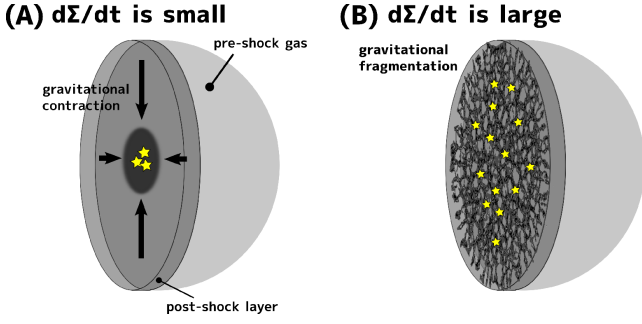 (A) dΣ/dt is small
pre-shock gas
gravitational
contraction
post-shock layer
(B) dΣ/dt is large
gravitational
fragmentation